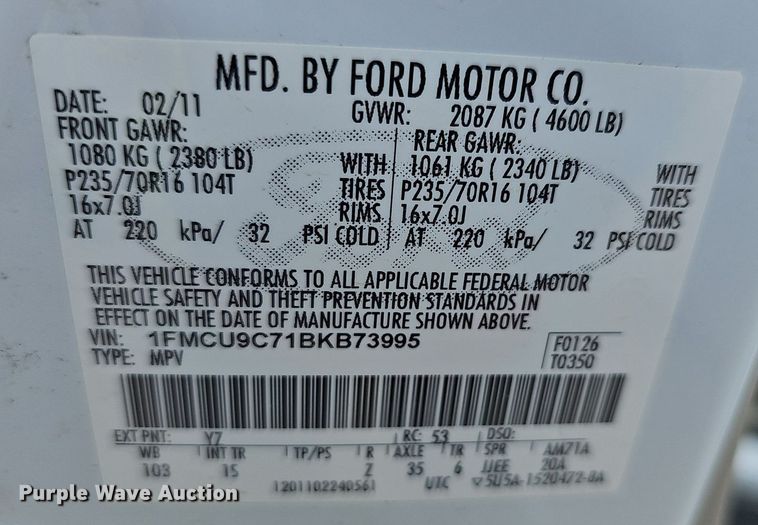 MFD. BY FORD MOTOR CO.
DATE: 02/11 GVWR: 2087 KG ( 4600 LB)
FRONT GAWR: REAR GAWR:
1080 KG ( 2380 LB) WITH 1061 KG ( 2340 LB) WITH
P235/70R16 104T TIRES P235/70R16 104T TIRES
16x7.0J RIMS 16x7.0J RIMS
AT 220 kPa/ 32 PSI COLD AT 220 kPa/ 32 PSI COLD
THIS VEHICLE CONFORMS TO ALL APPLICABLE FEDERAL MOTOR
VEHICLE SAFETY AND THEFT PREVENTION STANDARDS IN
EFFECT ON THE DATE OF MANUFACTURE SHOWN ABOVE.
VIN: 1FMCU9C71BKB73995 F0126
TYPE: MPV T0350
EXT PNT: Y7 RC: 53 DSO:
WB INT TR TP/PS R AXLE TR SPR AM71A
103 15 Z 35 6 JJEE 20A
1201102240561 UTC 5U5A-1520472-BA
Purple Wave Auction